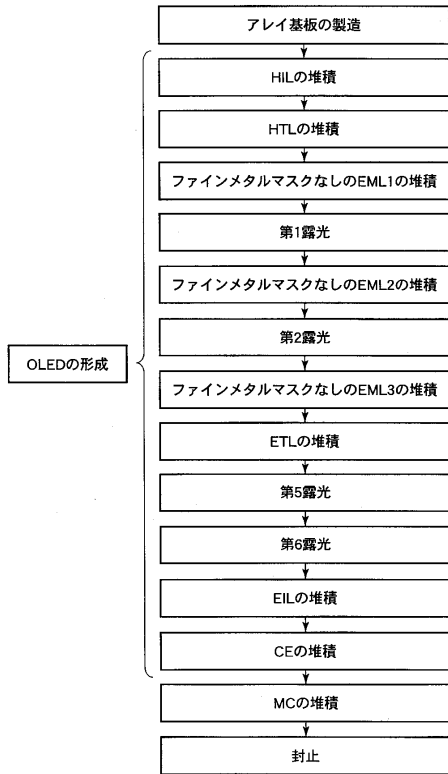 アレイ基板の製造
HILの堆積
HTLの堆積
ファインメタルマスクなしのEML1の堆積
第1露光
ファインメタルマスクなしのEML2の堆積
第2露光
OLEDの形成
ファインメタルマスクなしのEML3の堆積
ETLの堆積
第5露光
第6露光
EILの堆積
CEの堆積
MCの堆積
封止